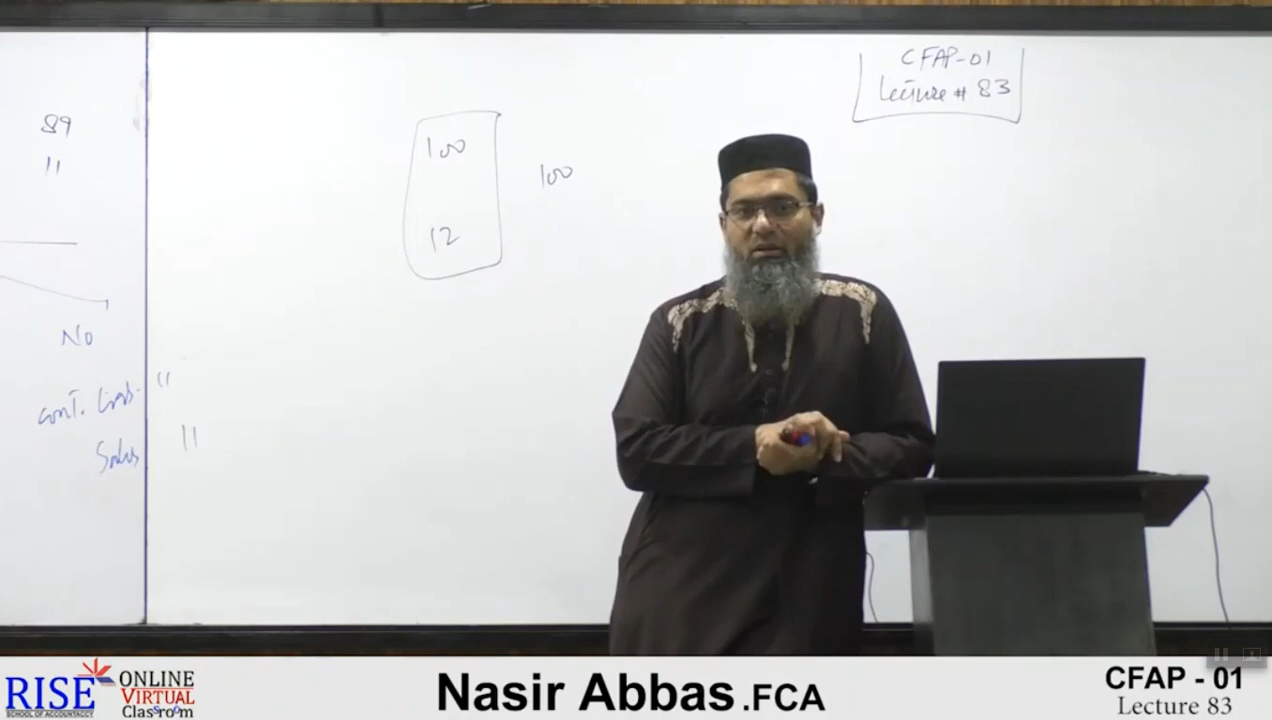 CFAP-01
Lecture # 83
89
11
100
12
100
No
cont. Liab. 11
Sales 11
RISE
SCHOOL OF ACCOUNTANCY
ONLINE
VIRTUAL
Nasir Abbas .FCA
CFAP - 01
Lecture 83